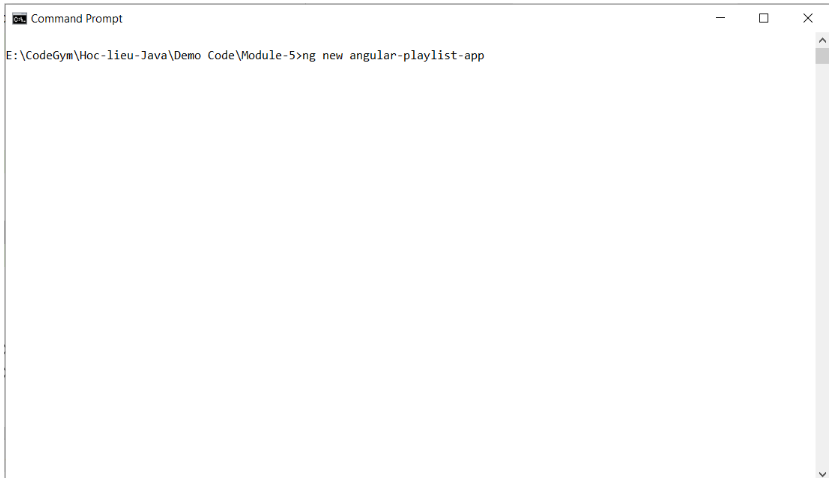 Command Prompt
E:\CodeGym\Hoc-lieu-Java\Demo Code\Module-5>ng new angular-playlist-app